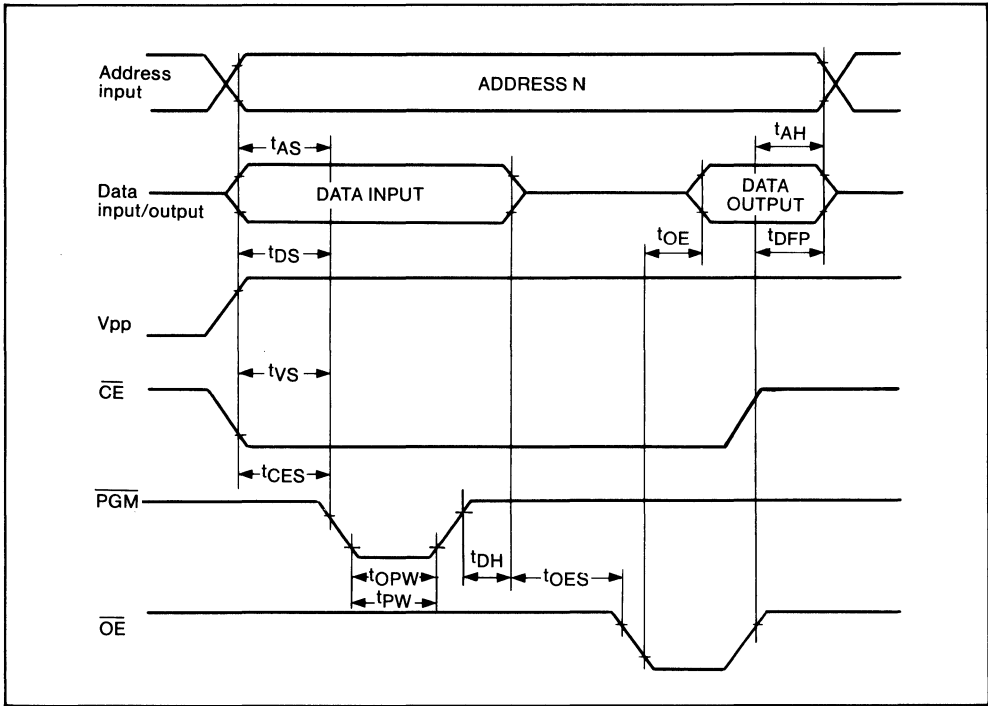 Address
input
ADDRESS N
tAS
tAH
Data
input/output
DATA INPUT
DATA
OUTPUT
tDS
tOE
tDFP
Vpp
tVS
CE
tCES
PGM
tDH
tOPW
tOES
tPW
OE